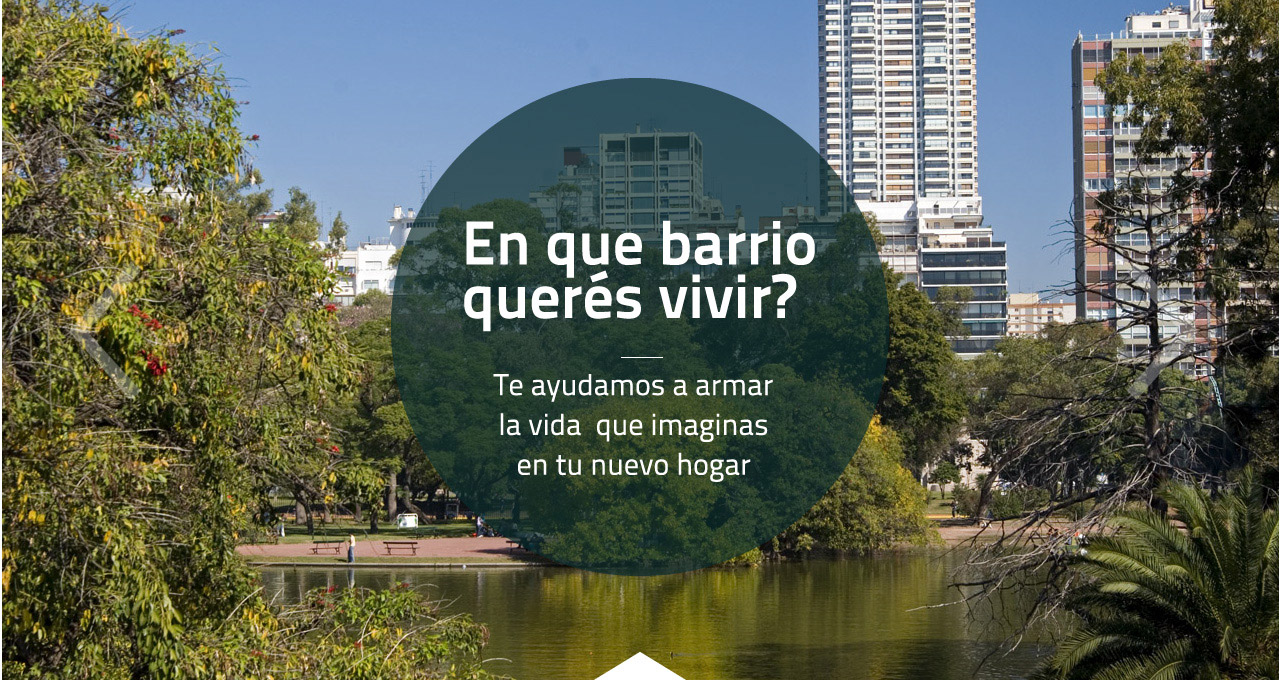 En que barrio
querés vivir?
Te ayudamos a armar
la vida  que imaginas
en tu nuevo hogar